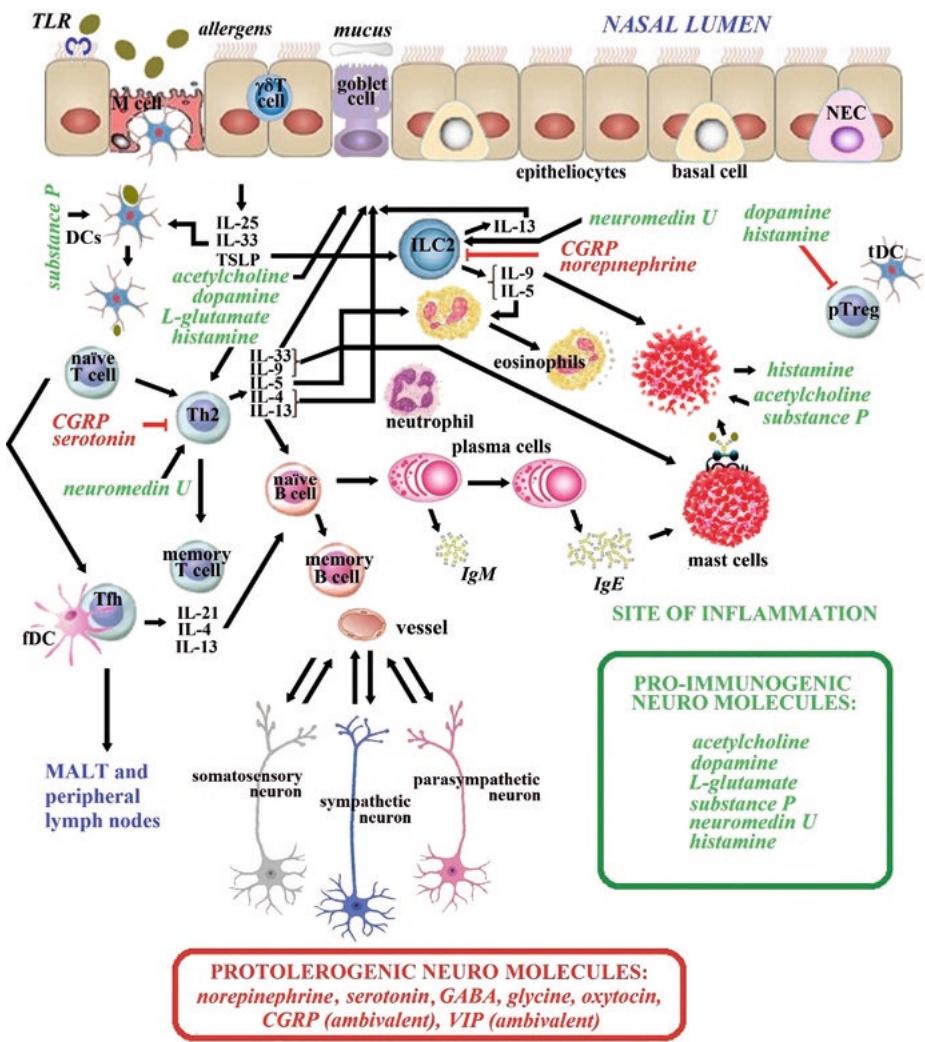 TLR
allergens
mucus
NASAL LUMEN
M cell
γδT
cell
goblet
cell
NEC
epitheliocytes
basal cell
substance P
DCs
IL-25
IL-33
TSLP
acetylcholine
dopamine
L-glutamate
histamine
ILC2
IL-13
neuromedin U
CGRP
norepinephrine
IL-9
IL-5
dopamine
histamine
tDC
pTreg
naïve
T cell
CGRP
serotonin
Th2
neuromedin U
IL-33
IL-9
IL-5
IL-4
IL-13
eosinophils
neutrophil
histamine
acetylcholine
substance P
plasma cells
naïve
B cell
memory
B cell
IgM
IgE
mast cells
memory
T cell
Tfh
fDC
IL-21
IL-4
IL-13
vessel
MALT and
peripheral
lymph nodes
somatosensory
neuron
sympathetic
neuron
parasympathetic
neuron
SITE OF INFLAMMATION
PRO-IMMUNOGENIC
NEURO MOLECULES:
acetylcholine
dopamine
L-glutamate
substance P
neuromedin U
histamine
PROTOLEROGENIC NEURO MOLECULES:
norepinephrine, serotonin, GABA, glycine, oxytocin,
CGRP (ambivalent), VIP (ambivalent)